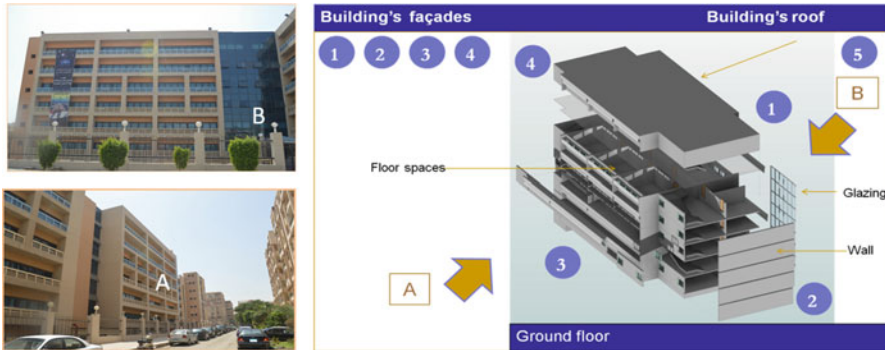 B
A
Building's façades
Building's roof
1
2
3
4
4
5
1
B
Floor spaces
Glazing
Wall
A
3
2
Ground floor